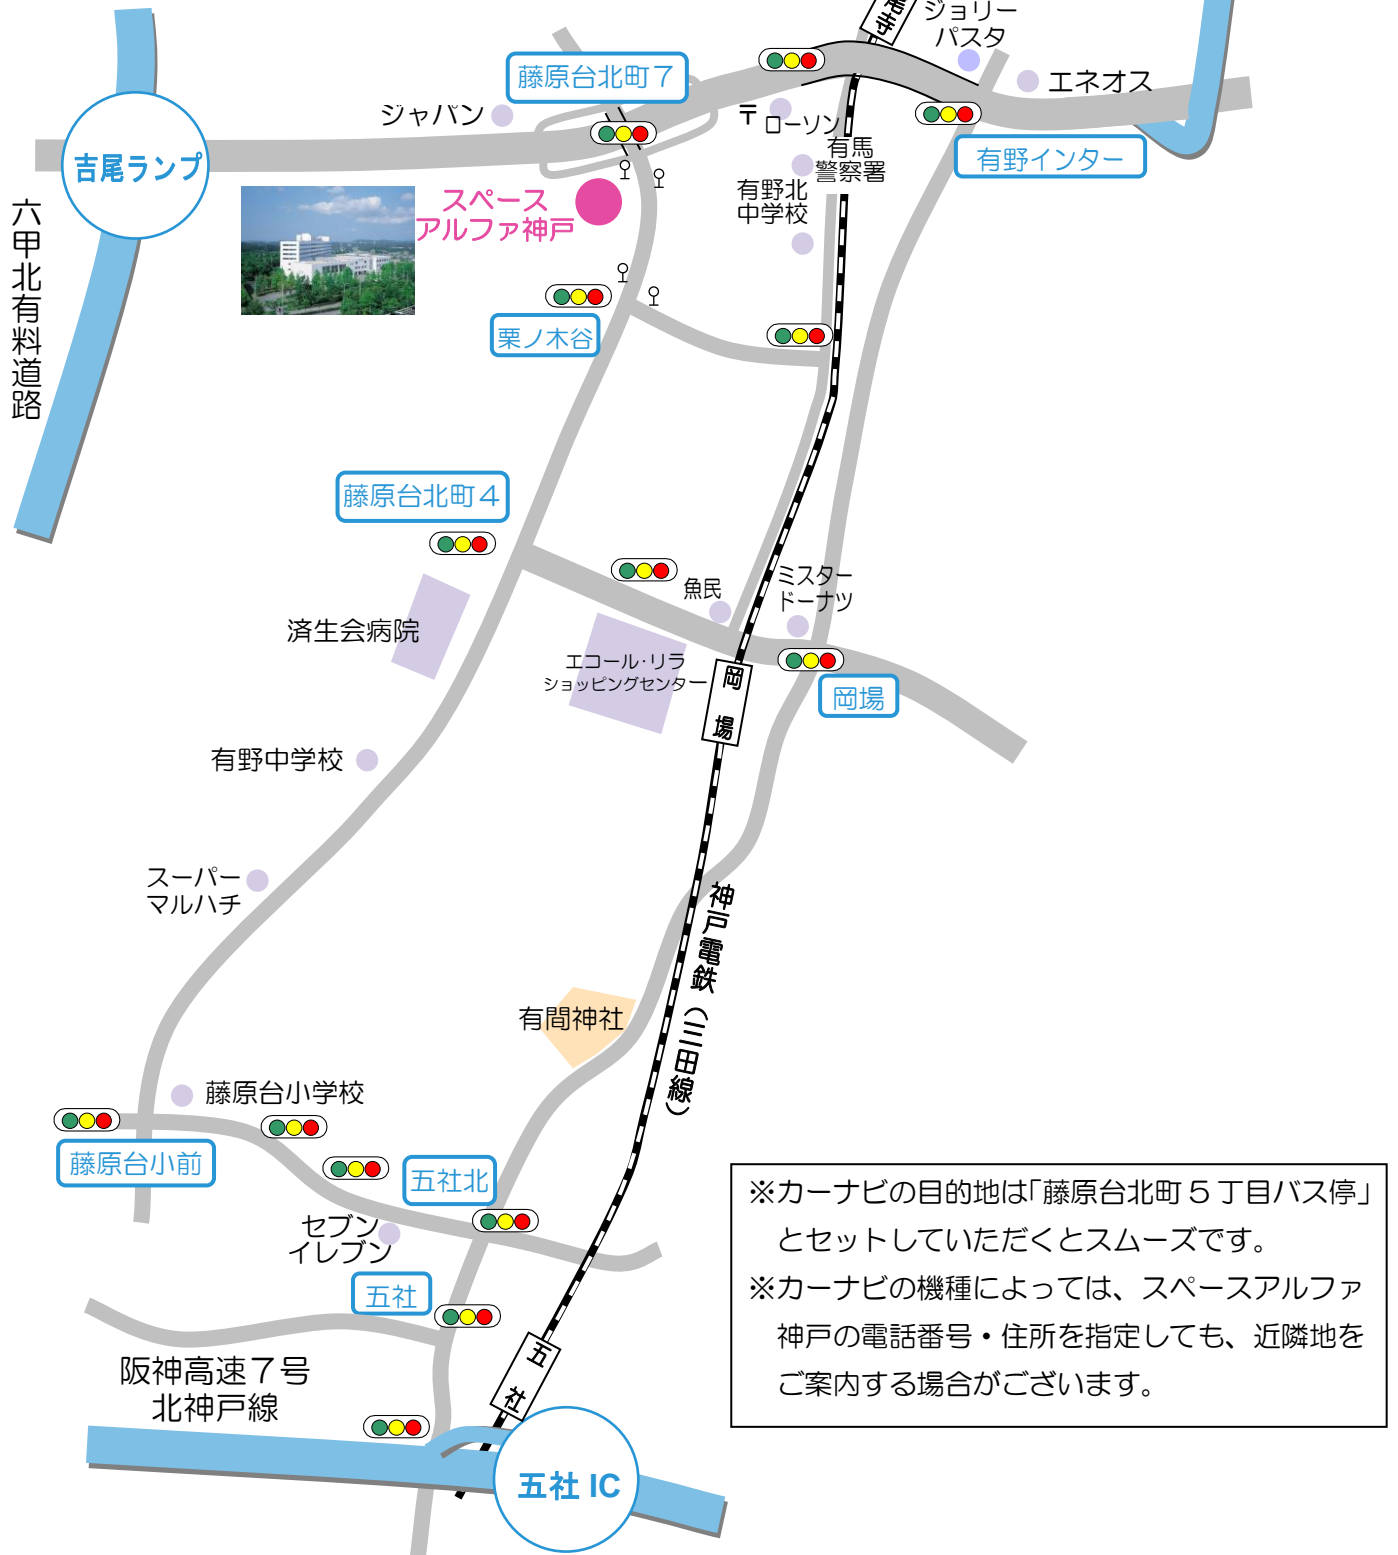 尾寺
ジョリー
パスタ
エネオス
藤原台北町7
ジャパン
〒
ローソン
有馬
警察署
有野インター
吉尾ランプ
スペース
アルファ神戸
有野北
中学校
六甲北有料道路
栗ノ木谷
藤原台北町4
魚民
ミスター
ドーナツ
済生会病院
エコール・リラ
ショッピングセンター
岡場
岡場
有野中学校
スーパー
マルハチ
神戸電鉄（三田線）
有間神社
藤原台小学校
藤原台小前
五社北
セブン
イレブン
五社
五社
阪神高速7号
北神戸線
五社 IC
※カーナビの目的地は「藤原台北町5丁目バス停」
とセットしていただくとスムーズです。
※カーナビの機種によっては、スペースアルファ
神戸の電話番号・住所を指定しても、近隣地を
ご案内する場合がございます。